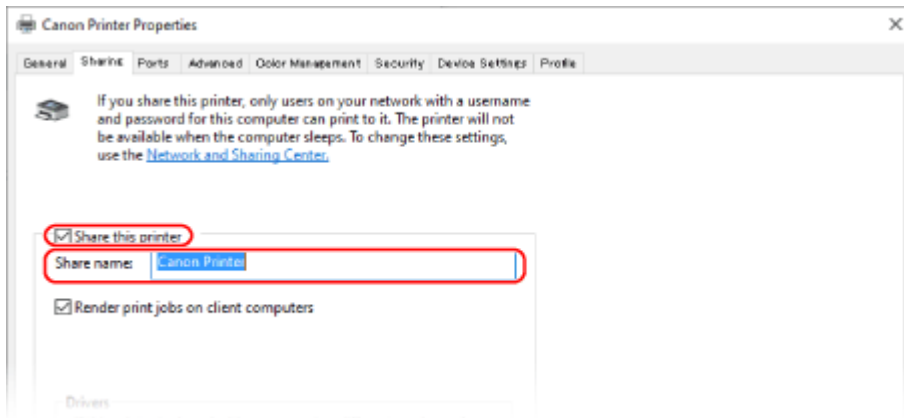 Canon Printer Properties
General Sharing Ports Advanced Color Management Security Device Settings Profile
If you share this printer, only users on your network with a username
and password for this computer can print to it. The printer will not
be available when the computer sleeps. To change these settings,
use the Network and Sharing Center.
Share this printer
Share name: Canon Printer
Render print jobs on client computers
Drivers